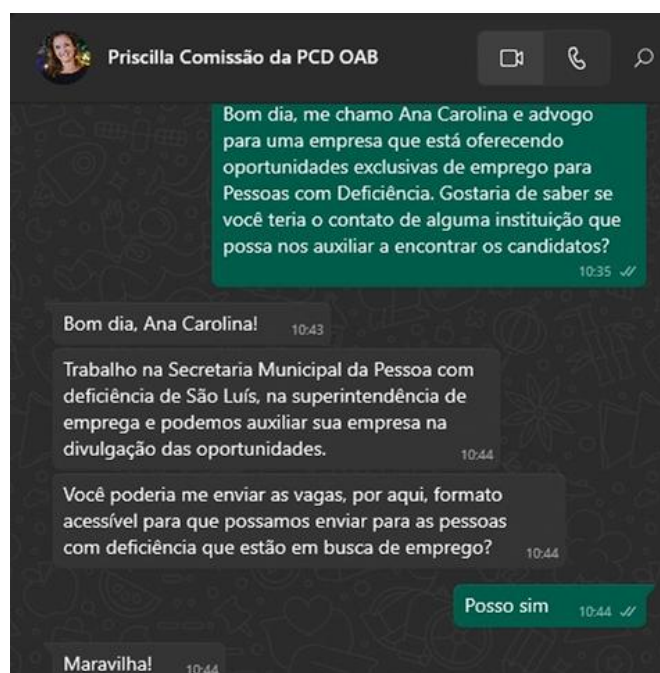 Priscilla Comissão da PCD OAB
Bom dia, me chamo Ana Carolina e advogo
para uma empresa que está oferecendo
oportunidades exclusivas de emprego para
Pessoas com Deficiência. Gostaria de saber se
você teria o contato de alguma instituição que
possa nos auxiliar a encontrar os candidatos?
10:35
Bom dia, Ana Carolina! 10:43
Trabalho na Secretaria Municipal da Pessoa com
deficiência de São Luís, na superintendência de
emprega e podemos auxiliar sua empresa na
divulgação das oportunidades. 10:44
Você poderia me enviar as vagas, por aqui, formato
acessível para que possamos enviar para as pessoas
com deficiência que estão em busca de emprego? 10:44
Posso sim 10:44
Maravilha! 10:44